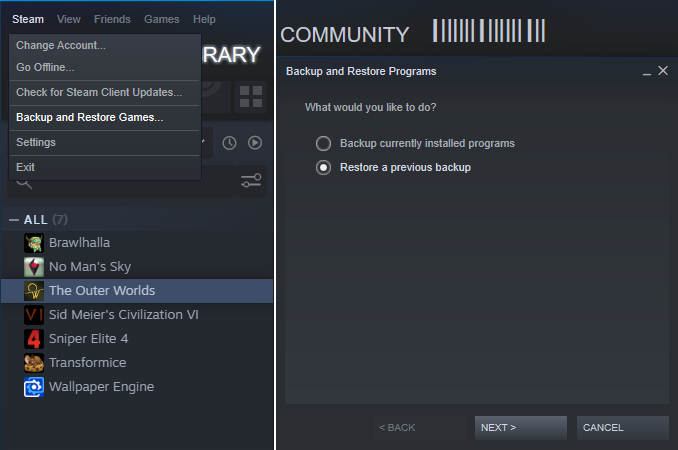 Steam View Friends Games Help
Change Account...
RARY
Go Offline...
Check for Steam Client Updates...
Backup and Restore Games...
Settings
Exit
— ALL (7)
Brawlhalla
No Man's Sky
The Outer Worlds
Sid Meier's Civilization VI
Sniper Elite 4
Transformice
Wallpaper Engine
COMMUNITY
Backup and Restore Programs
What would you like to do?
Backup currently installed programs
Restore a previous backup
< BACK NEXT > CANCEL